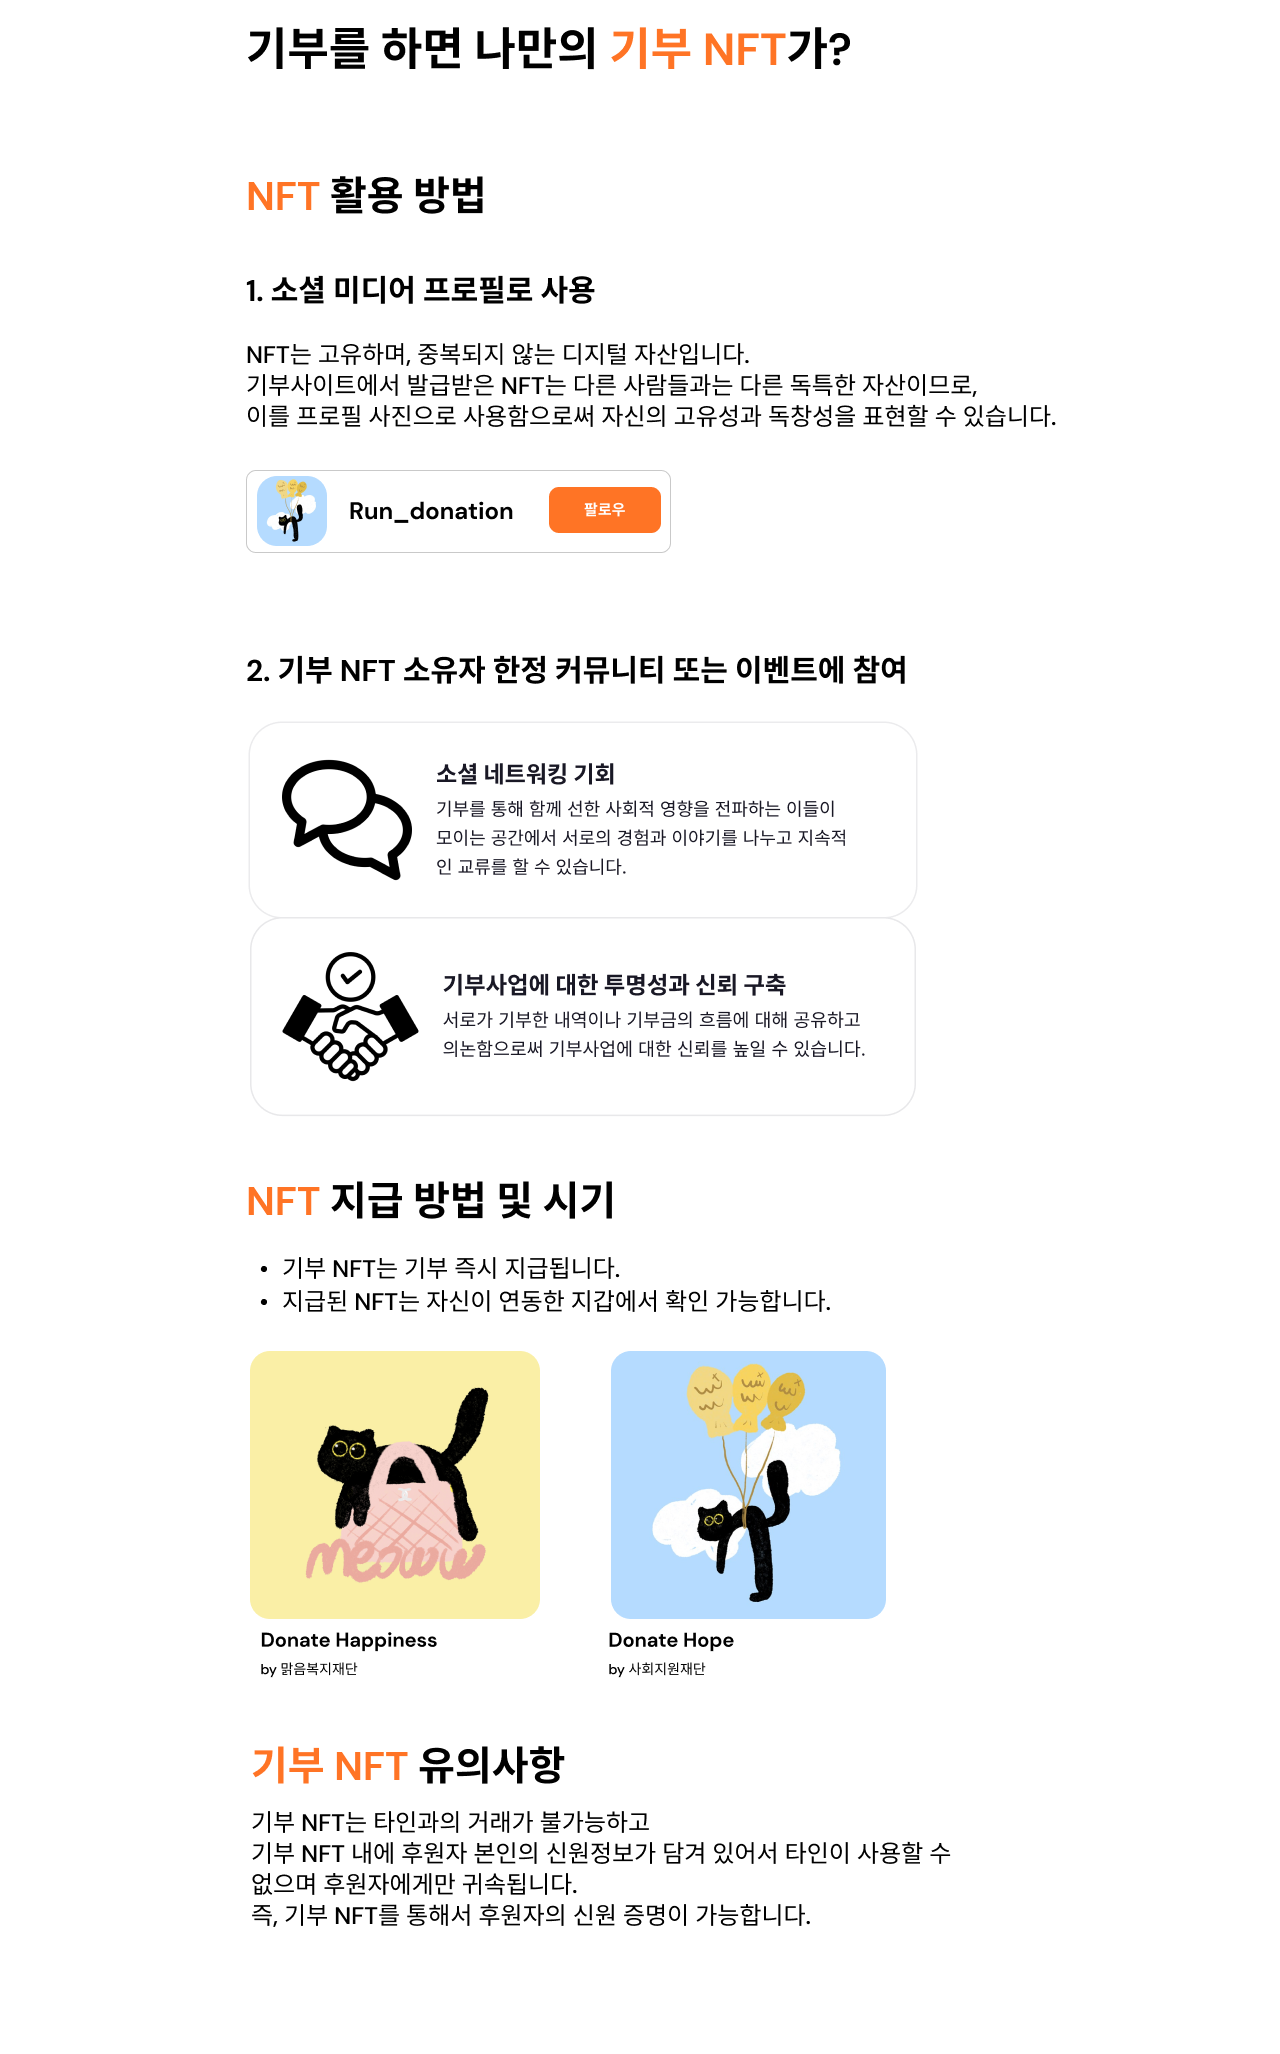 기부를 하면 나만의 기부 NFT가?
NFT 활용 방법
1. 소셜 미디어 프로필로 사용
NFT는 고유하며, 중복되지 않는 디지털 자산입니다.
기부사이트에서 발급받은 NFT는 다른 사람들과는 다른 독특한 자산이므로,
이를 프로필 사진으로 사용함으로써 자신의 고유성과 독창성을 표현할 수 있습니다.
Run_donation
팔로우
2. 기부 NFT 소유자 한정 커뮤니티 또는 이벤트에 참여
소셜 네트워킹 기회
기부를 통해 함께 선한 사회적 영향을 전파하는 이들이
모이는 공간에서 서로의 경험과 이야기를 나누고 지속적
인 교류를 할 수 있습니다.
기부사업에 대한 투명성과 신뢰 구축
서로가 기부한 내역이나 기부금의 흐름에 대해 공유하고
의논함으로써 기부사업에 대한 신뢰를 높일 수 있습니다.
NFT 지급 방법 및 시기
• 기부 NFT는 기부 즉시 지급됩니다.
• 지급된 NFT는 자신이 연동한 지갑에서 확인 가능합니다.
meoww
Donate Happiness
by 맑음복지재단
Donate Hope
by 사회지원재단
기부 NFT 유의사항
기부 NFT는 타인과의 거래가 불가능하고
기부 NFT 내에 후원자 본인의 신원정보가 담겨 있어서 타인이 사용할 수
없으며 후원자에게만 귀속됩니다.
즉, 기부 NFT를 통해서 후원자의 신원 증명이 가능합니다.